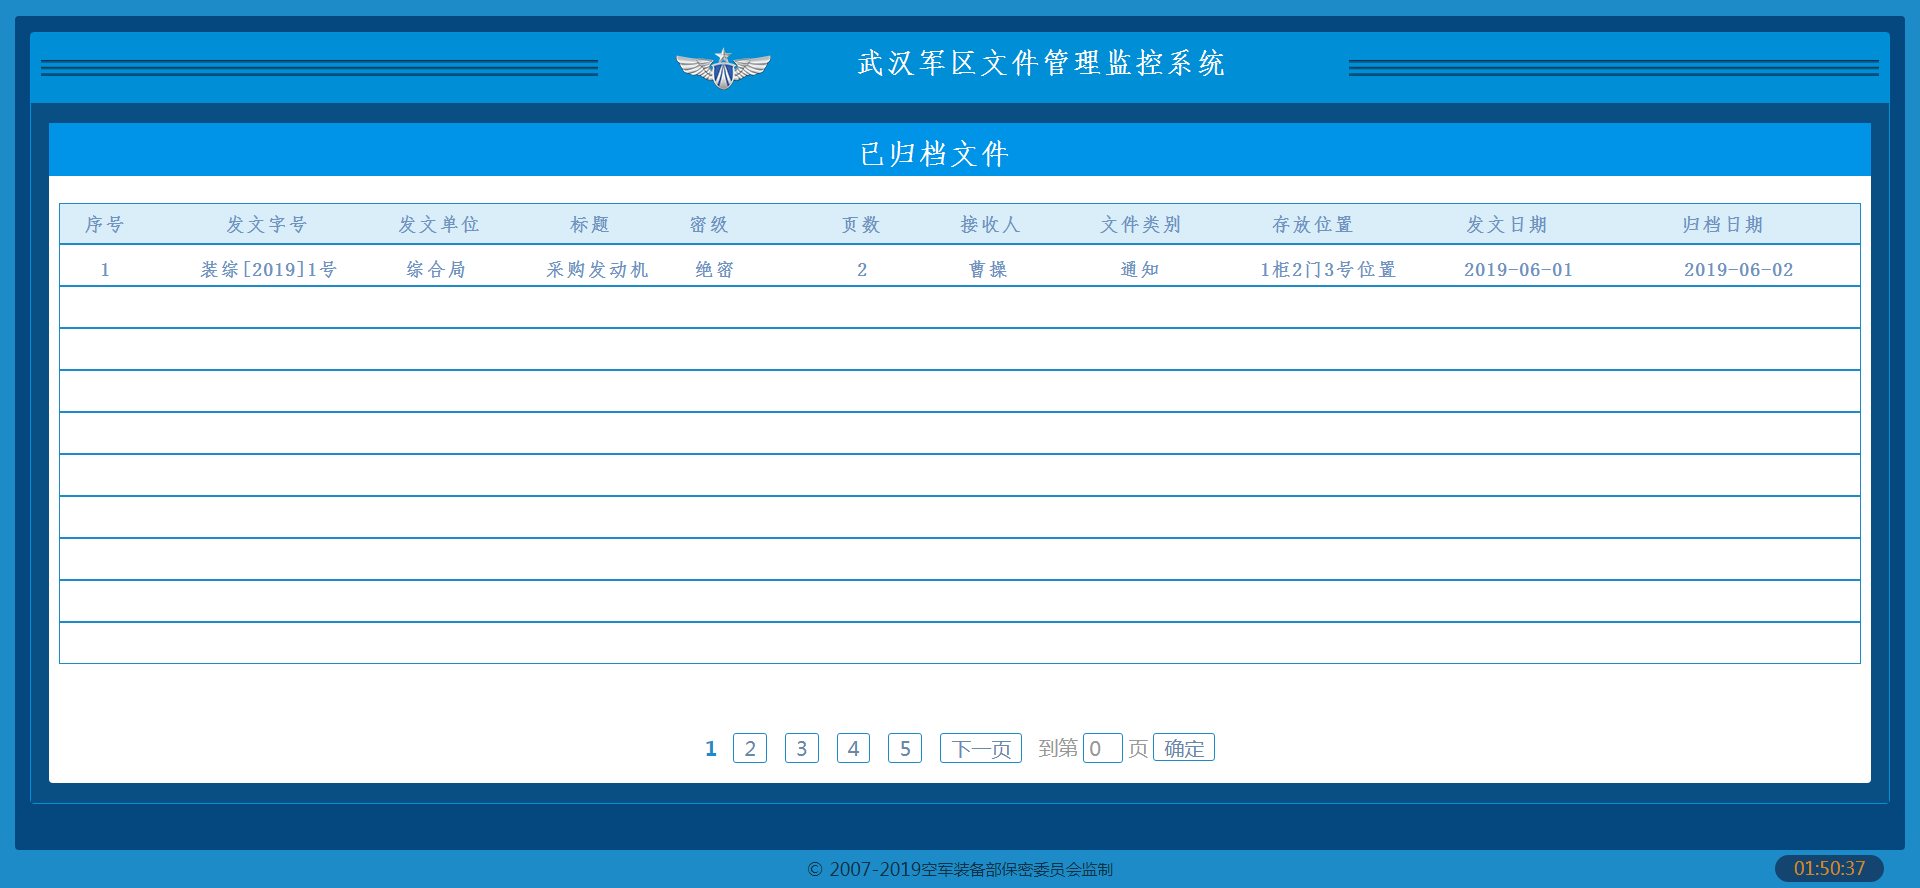 武汉军区文件管理监控系统
已归档文件
序号 发文字号 发文单位 标题 密级 页数 接收人 文件类别 存放位置 发文日期 归档日期
1 装综[2019]1号 综合局 采购发动机 绝密 2 曹操 通知 1柜2门3号位置 2019-06-01 2019-06-02
1 2 3 4 5 下一页 到第 0 页 确定
© 2007-2019空军装备部保密委员会监制
01:50:37